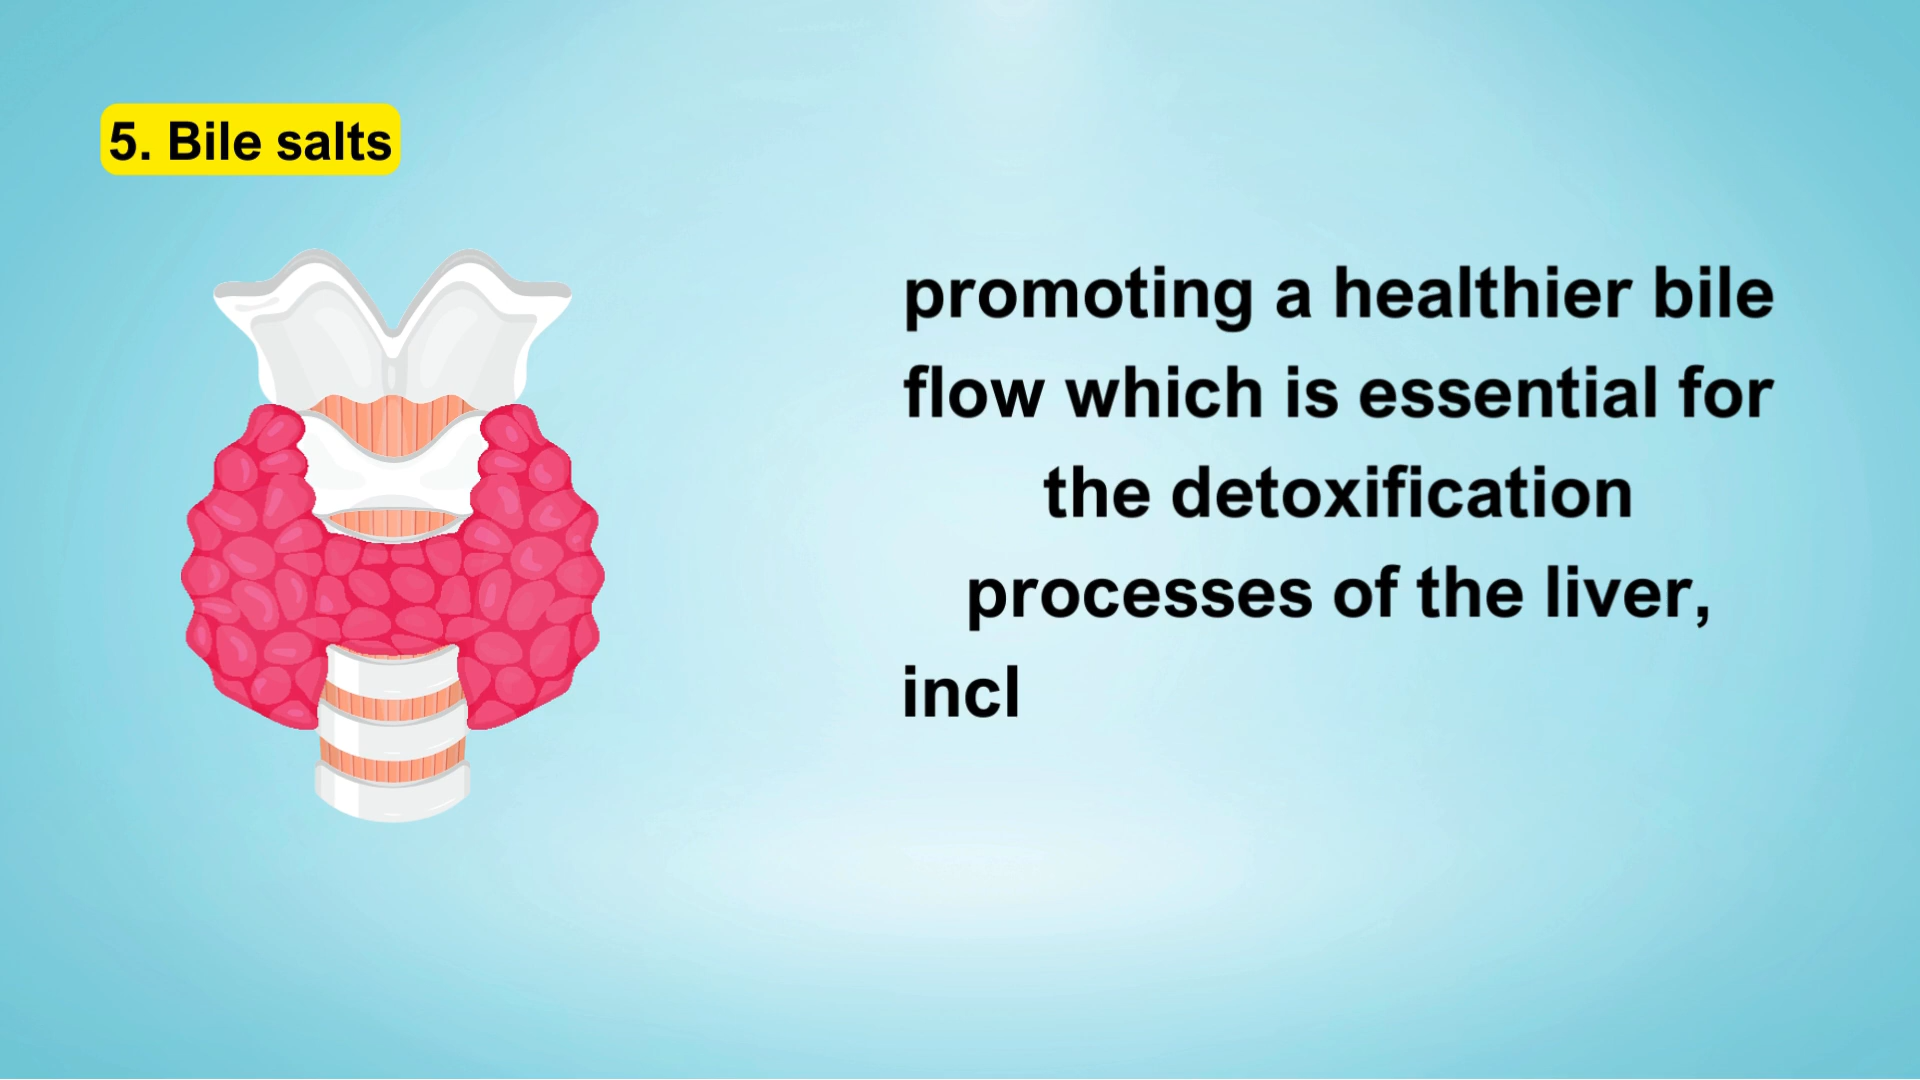 5. Bile salts
promoting a healthier bile
flow which is essential for
the detoxification
processes of the liver,
incl